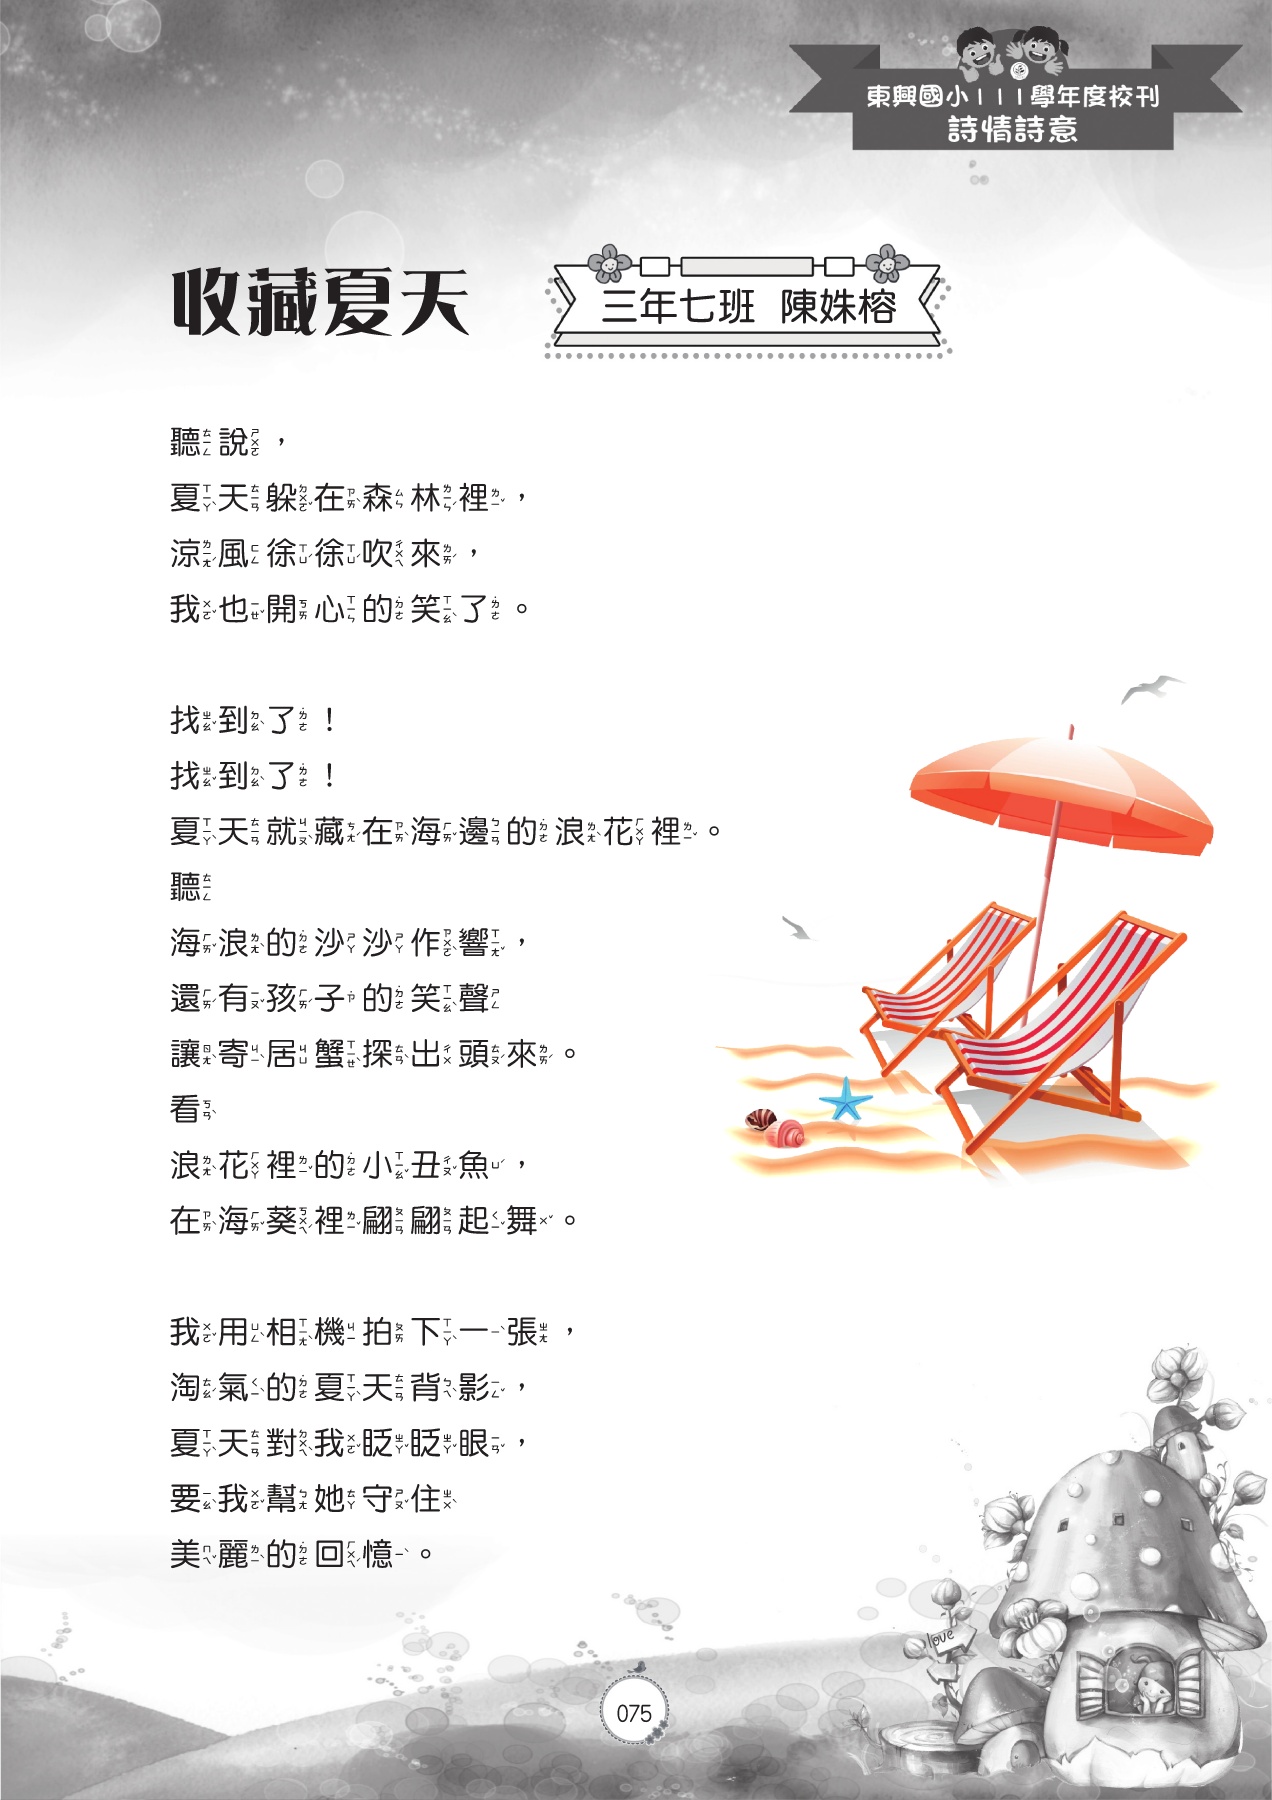 東興國小111學年度校刊
詩情詩意
收藏夏天
三年七班 陳姝榕
聽說，
夏天躲在森林裡，
涼風徐徐吹來，
我也開心的笑了。
找到了！
找到了！
夏天就藏在海邊的浪花裡。
聽
海浪的沙沙作響，
還有孩子的笑聲
讓寄居蟹探出頭來。
看
浪花裡的小丑魚，
在海葵裡翩翩起舞。
我用相機拍下一張，
淘氣的夏天背影，
夏天對我眨眨眼，
要我幫她守住
美麗的回憶。
love
075